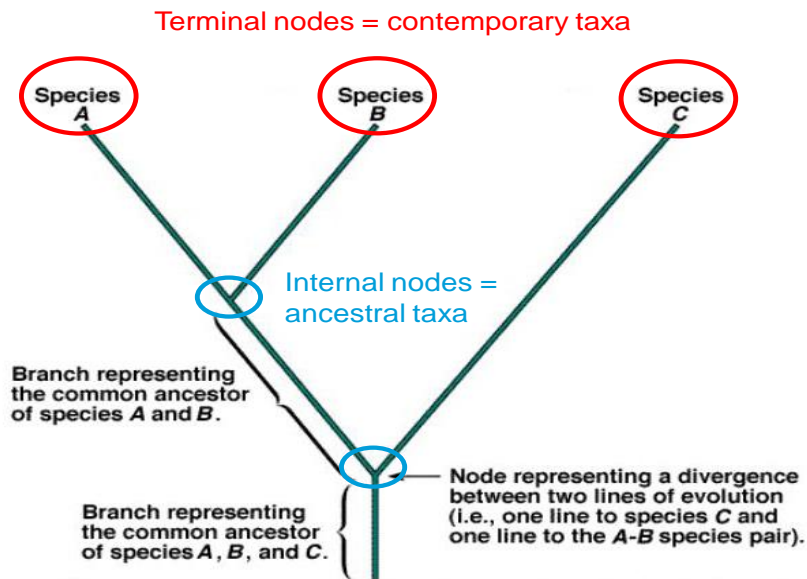 Terminal nodes = contemporary taxa
Species
A
Species
B
Species
C
Internal nodes =
ancestral taxa
Branch representing
the common ancestor
of species A and B.
Node representing a divergence
between two lines of evolution
(i.e., one line to species C and
one line to the A-B species pair).
Branch representing
the common ancestor
of species A, B, and C.